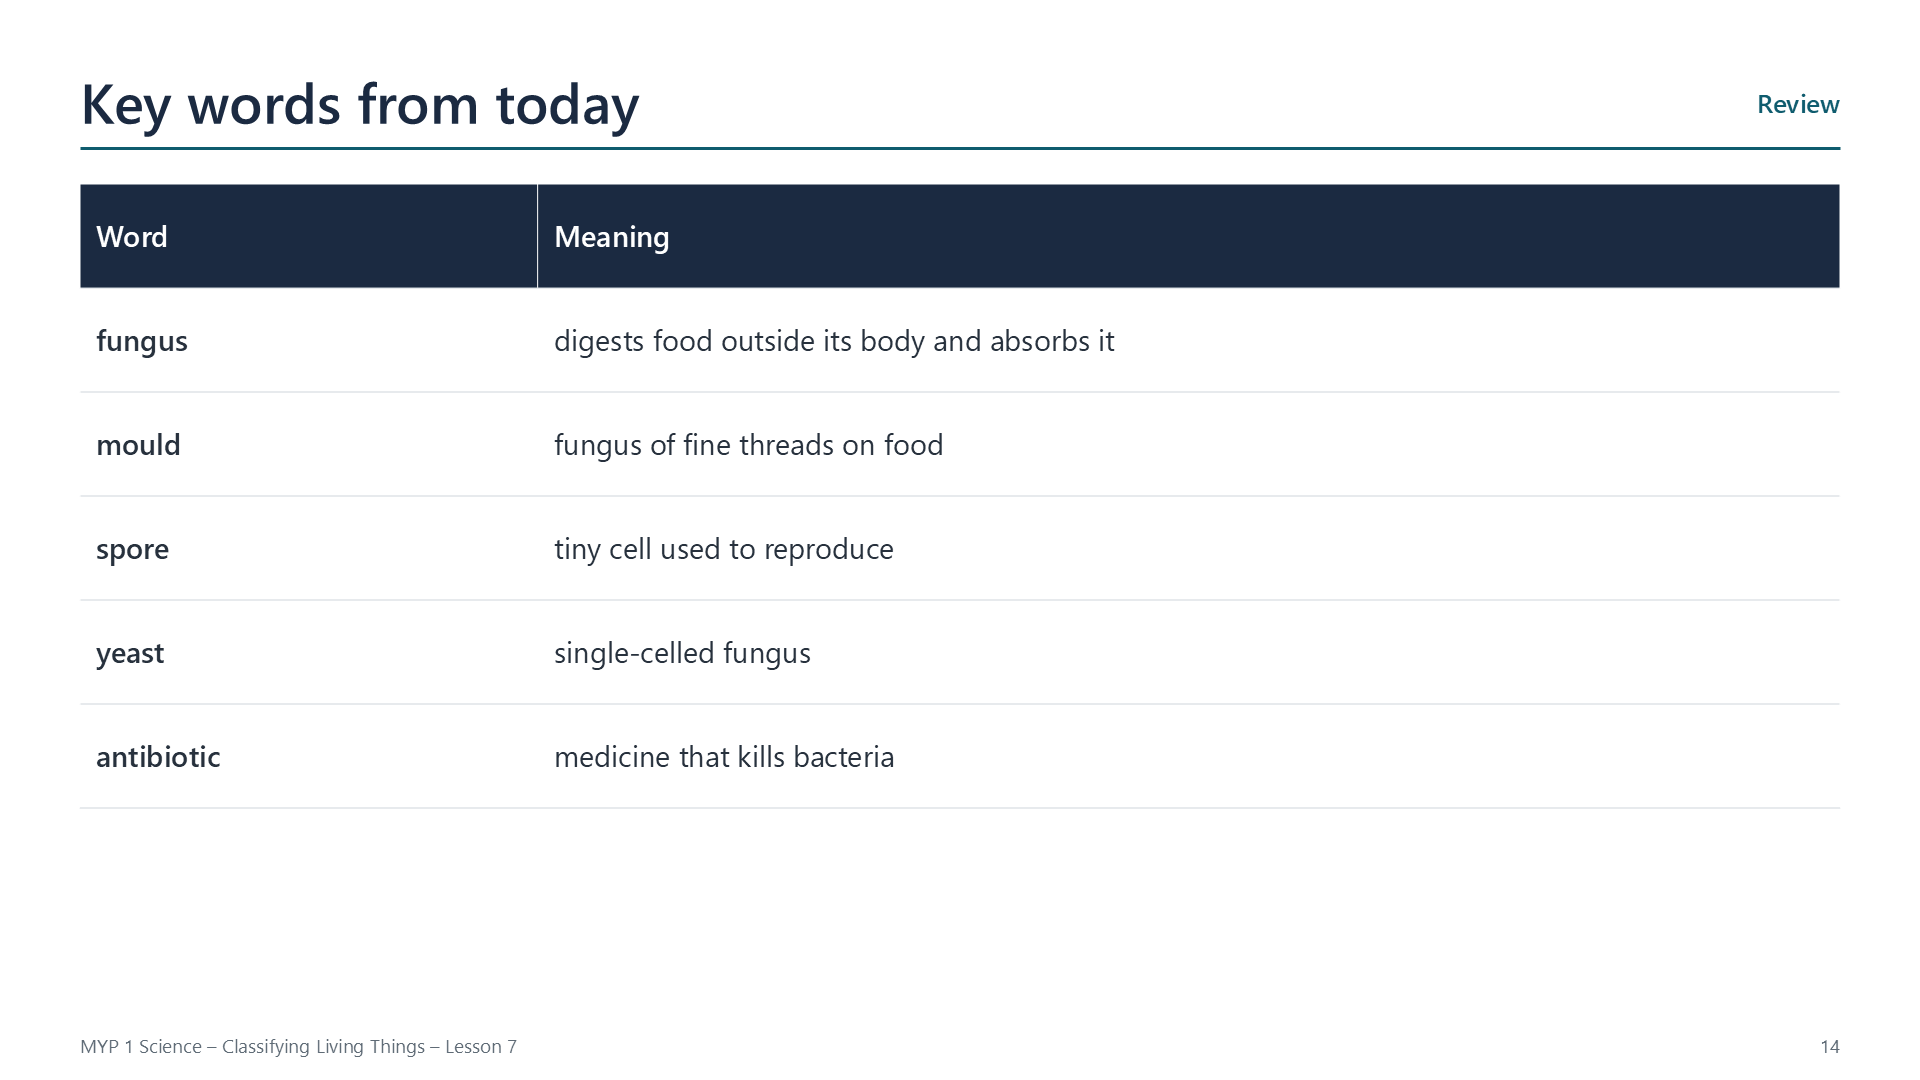 Key words from today
Review
Word
Meaning
fungus
digests food outside its body and absorbs it
mould
fungus of fine threads on food
spore
tiny cell used to reproduce
yeast
single-celled fungus
antibiotic
medicine that kills bacteria
MYP 1 Science – Classifying Living Things – Lesson 7
14